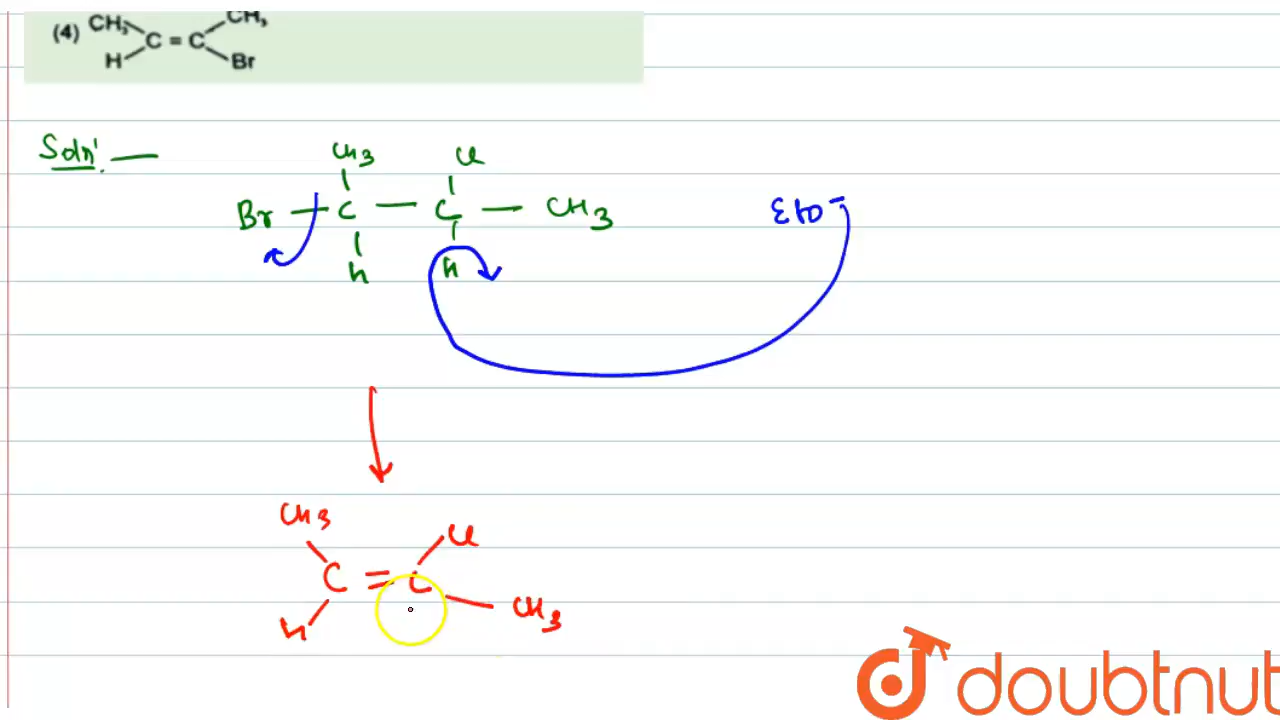 CH3
(4) CH3 C = C
H Br
Soln' —
CH3 Cl
Br — C — C — CH3 EtO-
H H
CH3
Cl
C = C
CH3
H
doubtnut